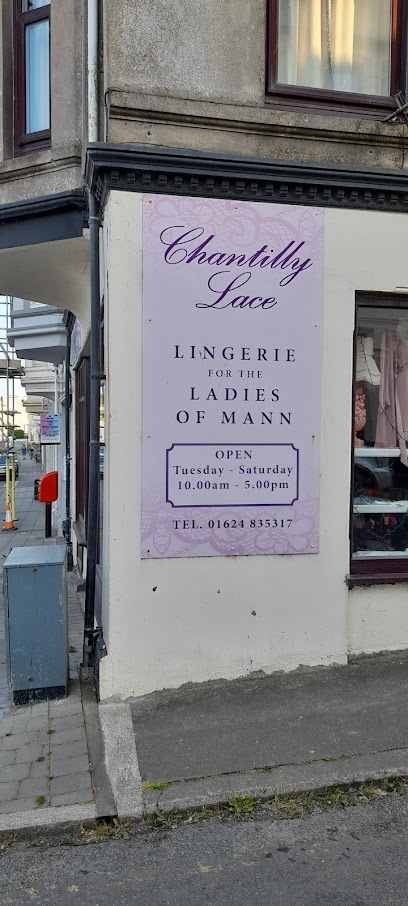 Chantilly
Lace
LINGERIE
FOR THE
LADIES
OF MANN
OPEN
Tuesday - Saturday
10.00am - 5.00pm
TEL. 01624 835317